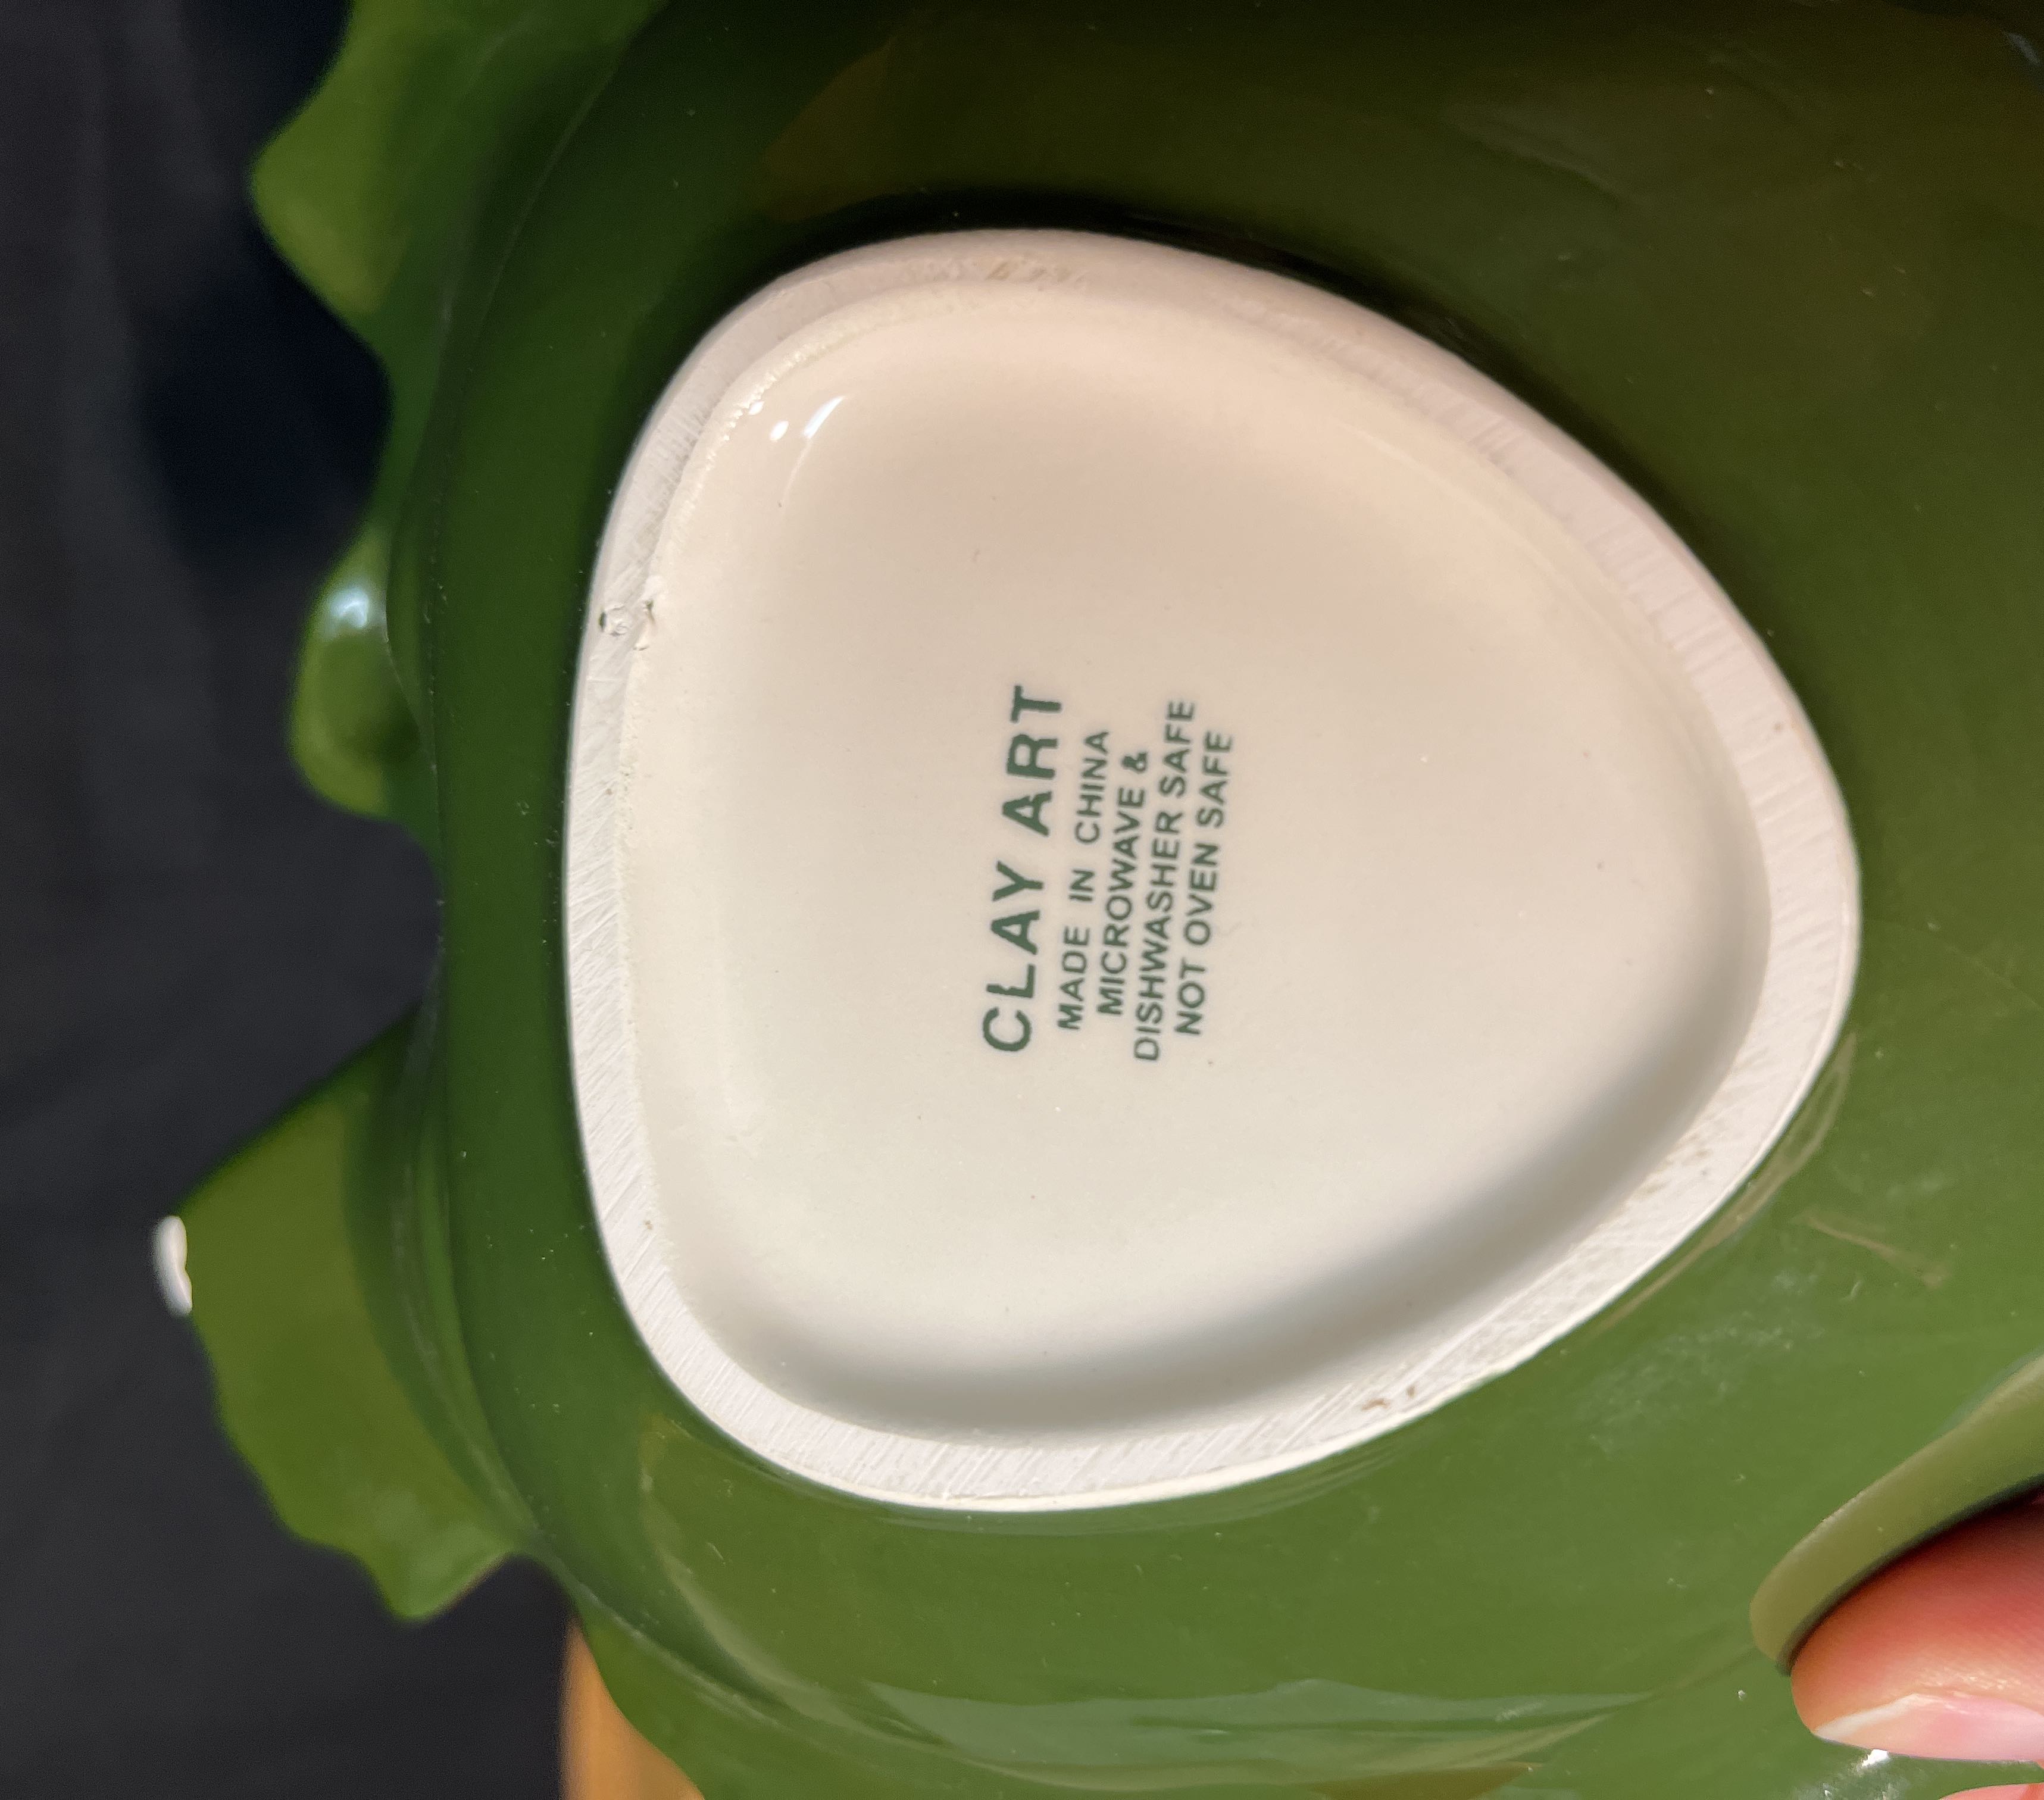 CLAY ART
MADE IN CHINA
MICROWAVE &
DISHWASHER SAFE
NOT OVEN SAFE